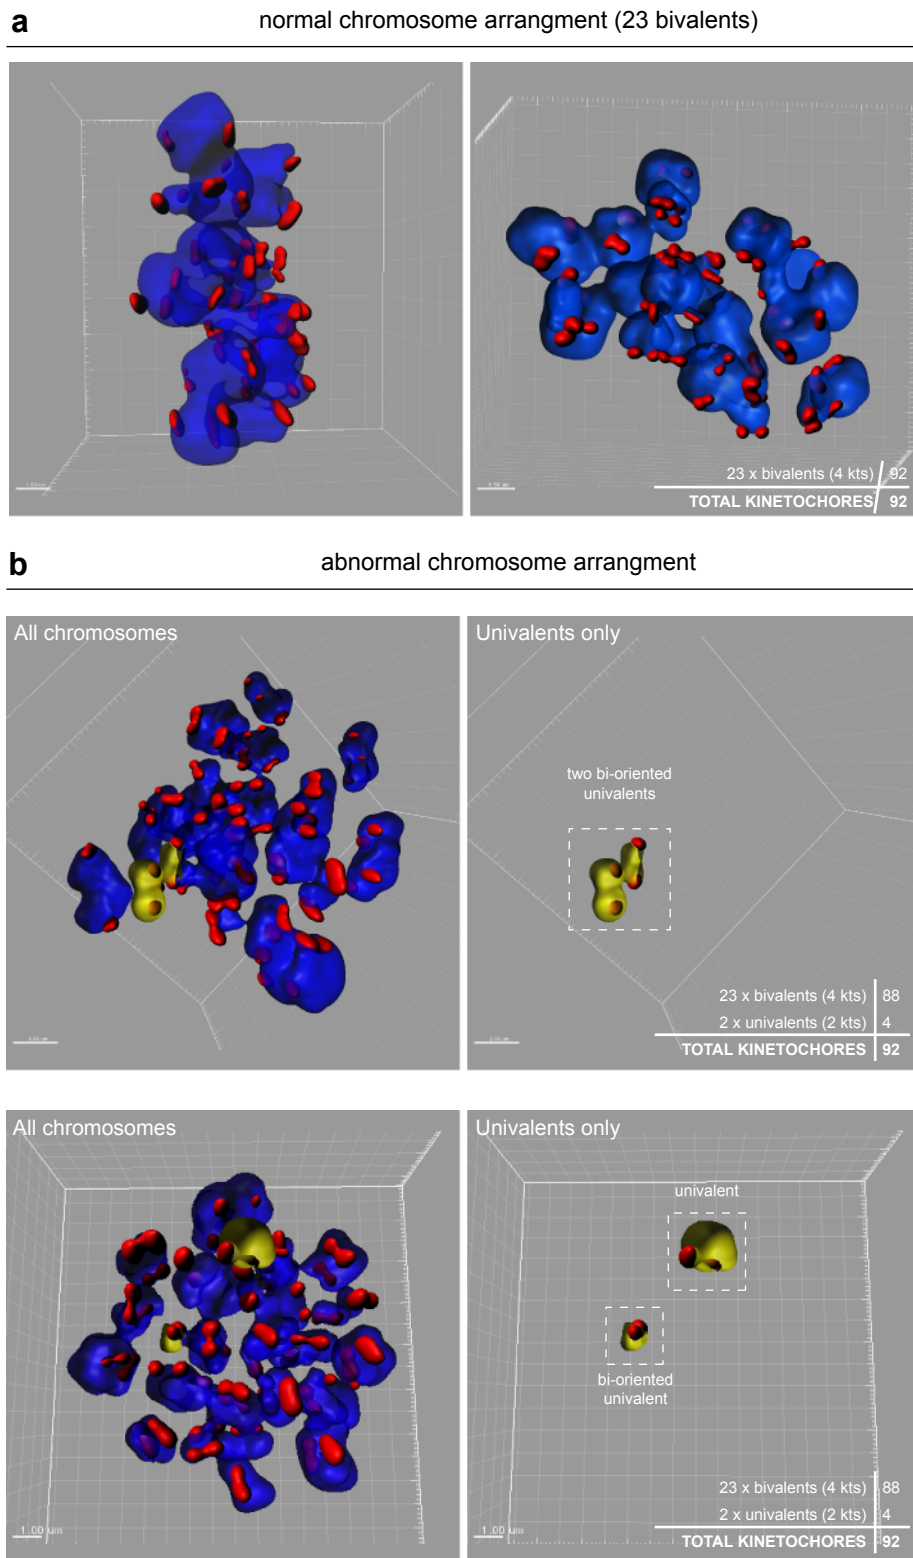 a normal chromosome arrangment (23 bivalents)
23 x bivalents (4 kts) 92
TOTAL KINETOCHORES 92
b abnormal chromosome arrangment
All chromosomes
Univalents only
two bi-oriented
univalents
23 x bivalents (4 kts) 88
2 x univalents (2 kts) 4
TOTAL KINETOCHORES 92
All chromosomes
Univalents only
univalent
bi-oriented
univalent
23 x bivalents (4 kts) 88
2 x univalents (2 kts) 4
TOTAL KINETOCHORES 92
1.00 um
1.00 um